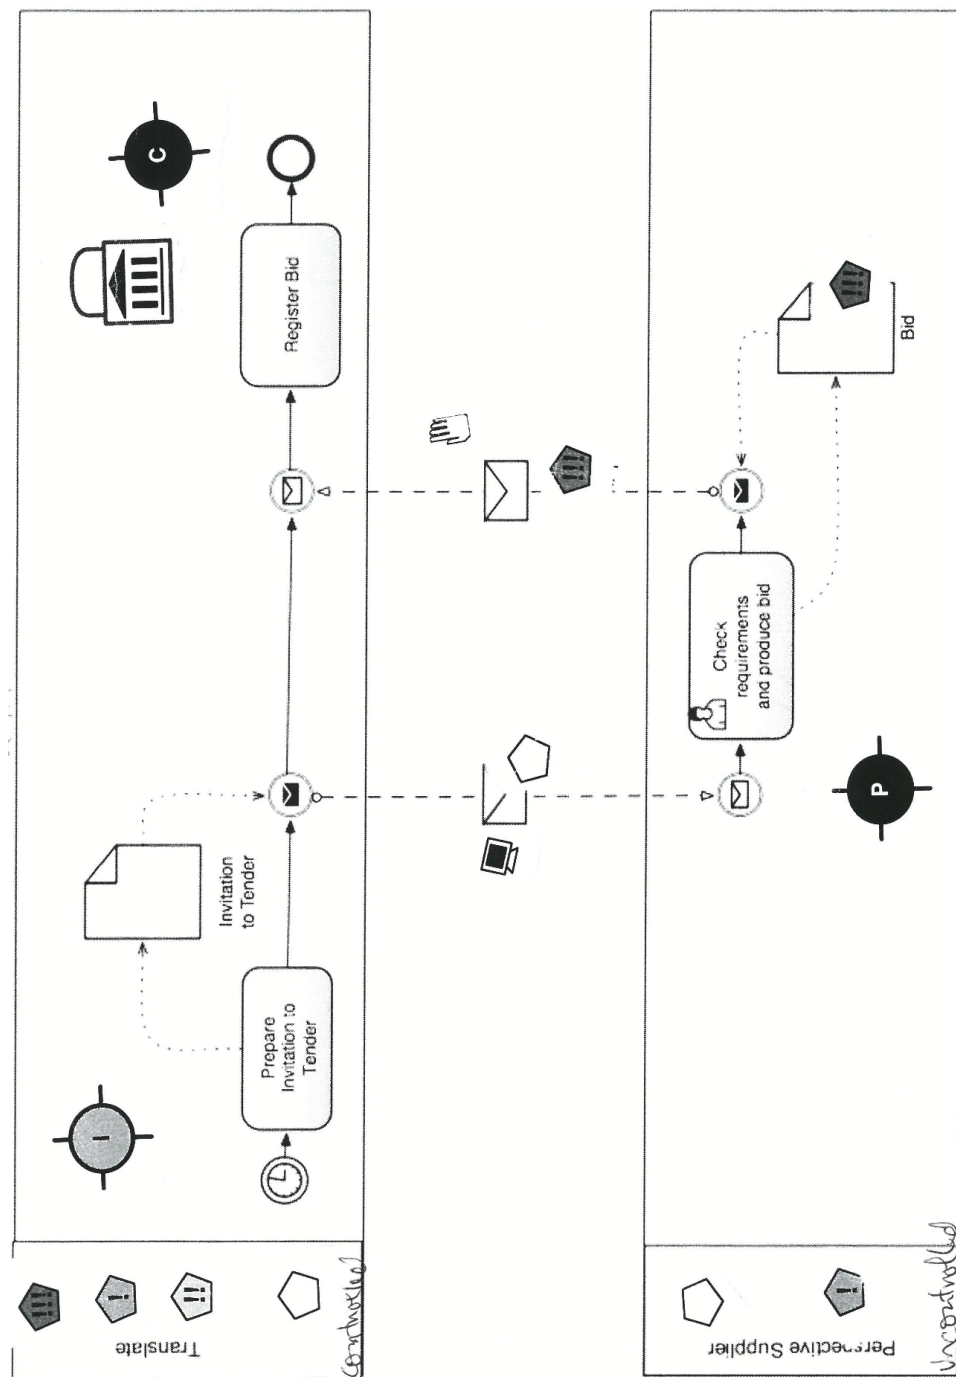 Translate
controlled
!!!
!
!!
I
Prepare
Invitation to
Tender
Invitation
to Tender
Register Bid
C
!!!
Perspective Supplier
Uncontrolled
!
P
Check
requirements
and produce bid
Bid
!!!